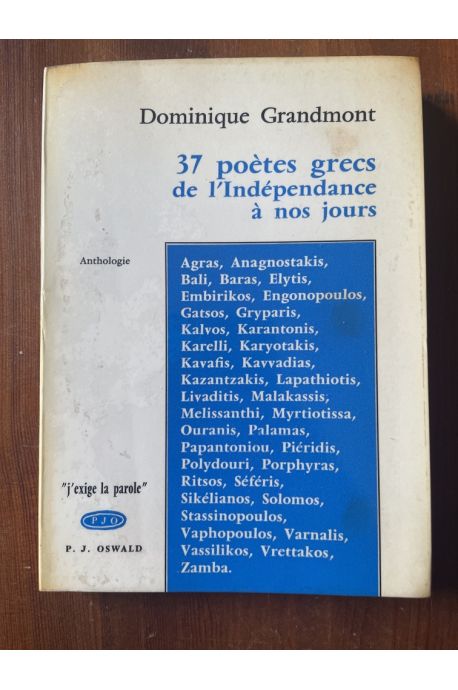 Dominique Grandmont
37 poètes grecs
de l'Indépendance
à nos jours
Anthologie
Agras, Anagnostakis,
Bali, Baras, Elytis,
Embirikos, Engonopoulos,
Gatsos, Gryparis,
Kalvos, Karantonis,
Karelli, Karyotakis,
Kavafis, Kavvadias,
Kazantzakis, Lapathiotis,
Livaditis, Malakassis,
Melissanthi, Myrtiotissa,
Ouranis, Palamas,
Papantoniou, Piéridis,
Polydouri, Porphyras,
Ritsos, Séféris,
Sikélianos, Solomos,
Stassinopoulos,
Vaphopoulos, Varnalis,
Vassilikos, Vrettakos,
Zamba.
"j'exige la parole"
PJO
P. J. OSWALD